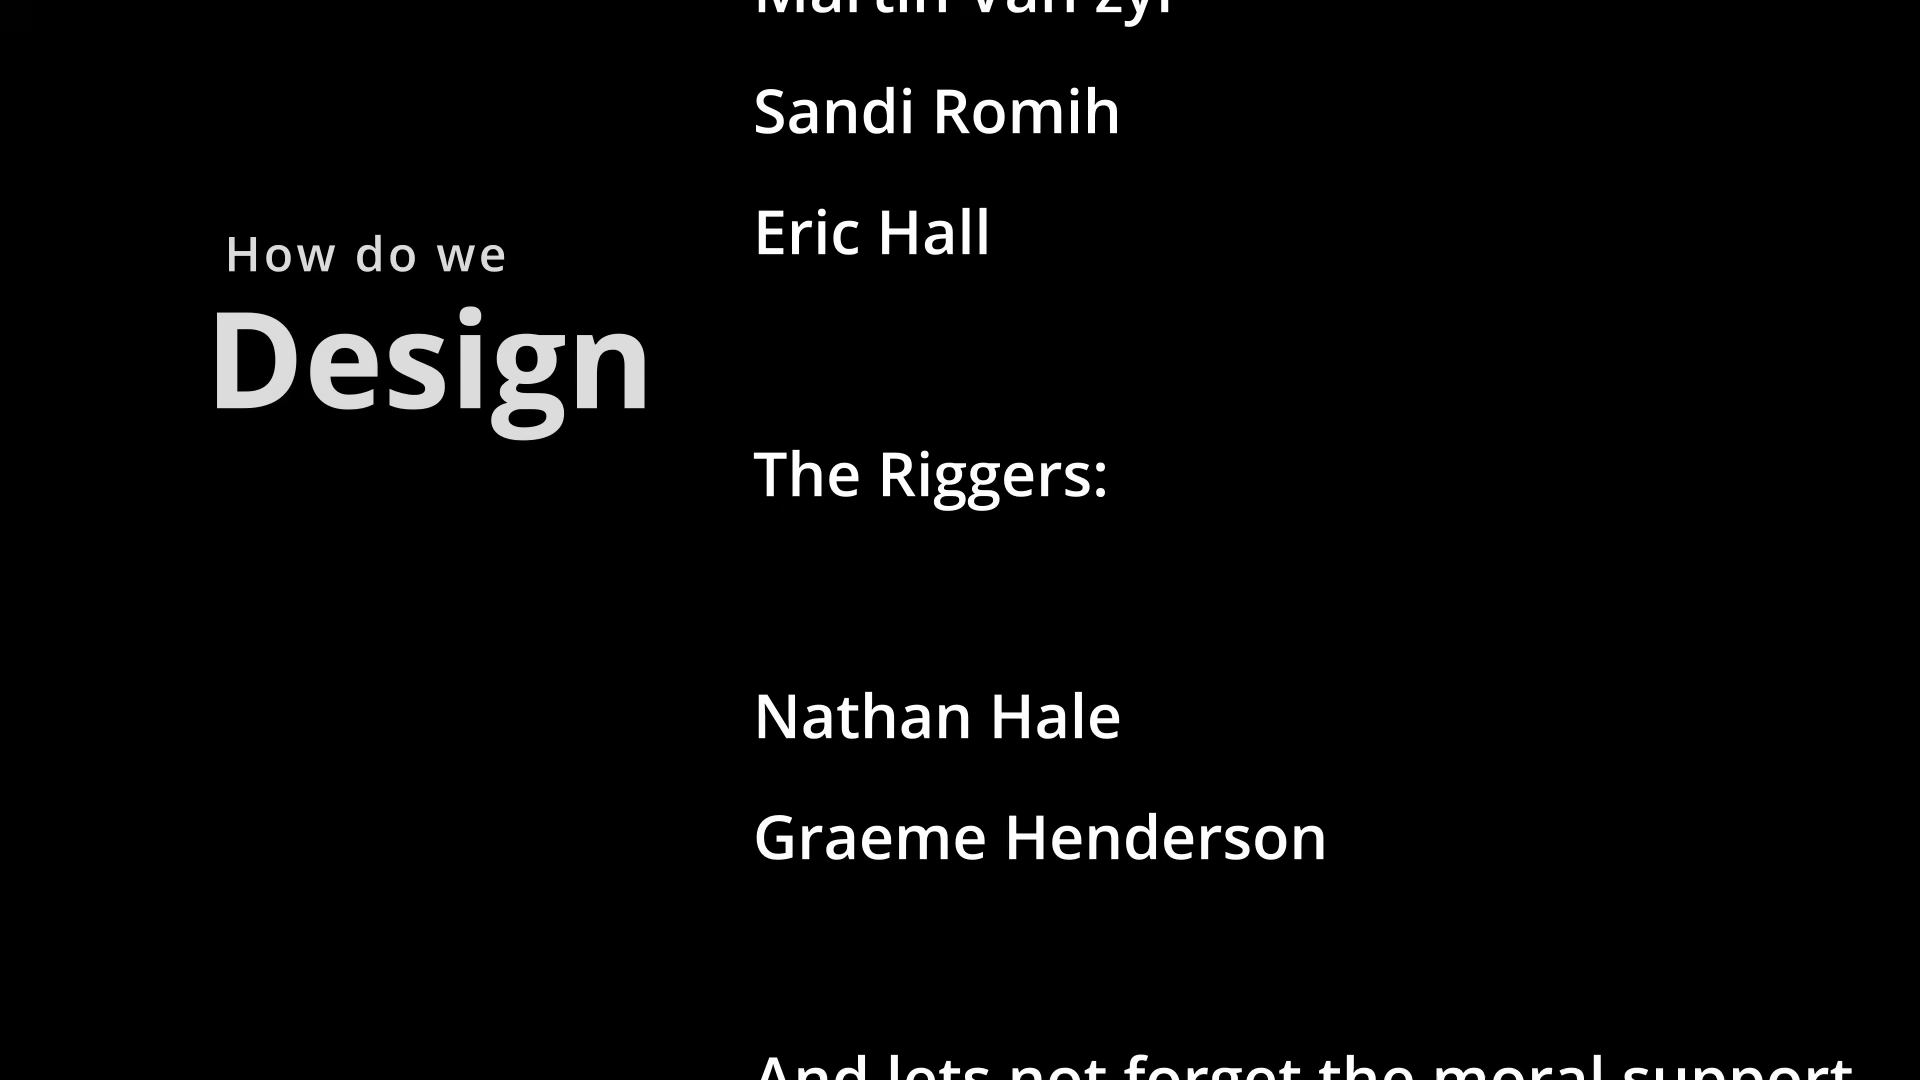 Martin Van zyl
Sandi Romih
Eric Hall
How do we
Design
The Riggers:
Nathan Hale
Graeme Henderson
And lets not forget the moral support